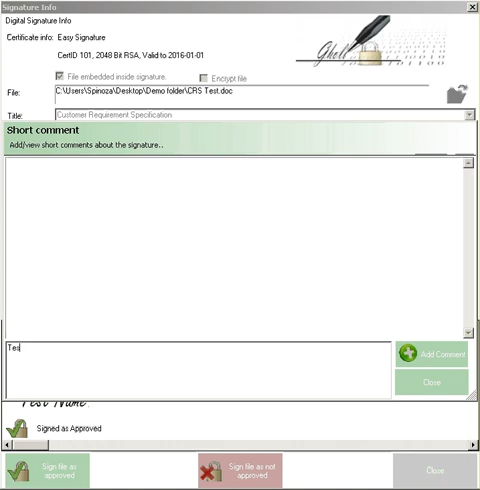 Signature Info
Digital Signature Info
Certificate info: Easy Signature
CertID 101, 2048 Bit RSA, Valid to 2016-01-01
File embedded inside signature.
Encrypt file
File: C:\Users\Spinoza\Desktop\Demo folder\CRS Test.doc
Title: Customer Requirement Specification
Short comment
Add/view short comments about the signature..
Tes
Add Comment
Close
Test Name
Signed as Approved
Sign file as approved
Sign file as not approved
Close